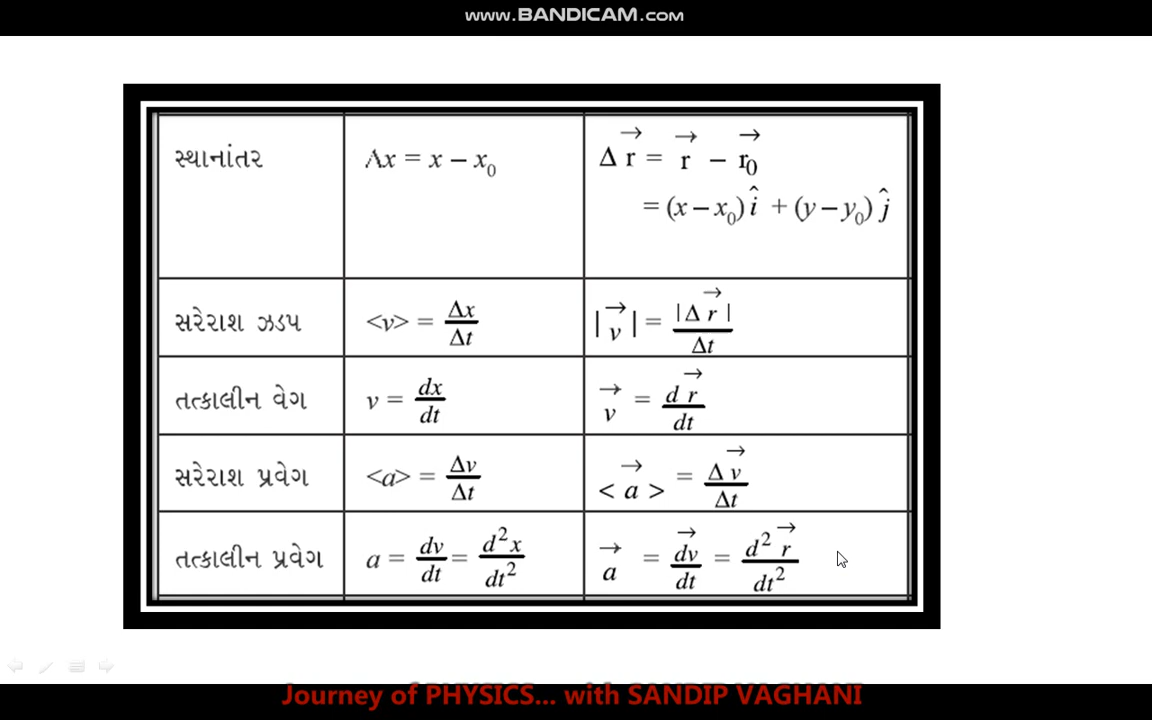 www.BANDICAM.com
સ્થાનાંતર Δx = x − x₀ Δr⃗ = r⃗ − r⃗₀
= (x − x₀) î + (y − y₀) ĵ
સરેરાશ ઝડપ <v> = Δx/Δt |v⃗| = |Δr⃗|/Δt
તત્કાલીન વેગ v = dx/dt v⃗ = dr⃗/dt
સરેરાશ પ્રવેગ <a> = Δv/Δt <a⃗> = Δv⃗/Δt
તત્કાલીન પ્રવેગ a = dv/dt = d²x/dt² a⃗ = dv⃗/dt = d²r⃗/dt²
Journey of PHYSICS... with SANDIP VAGHANI